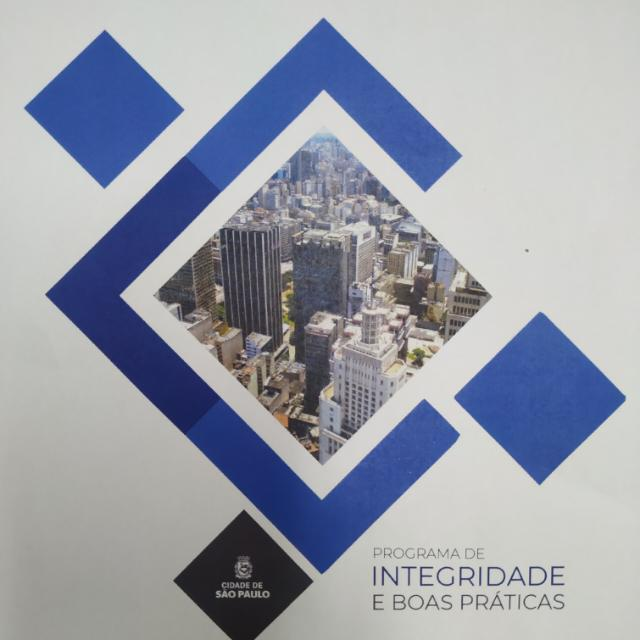 PROGRAMA DE
INTEGRIDADE
E BOAS PRÁTICAS
CIDADE DE
SÃO PAULO